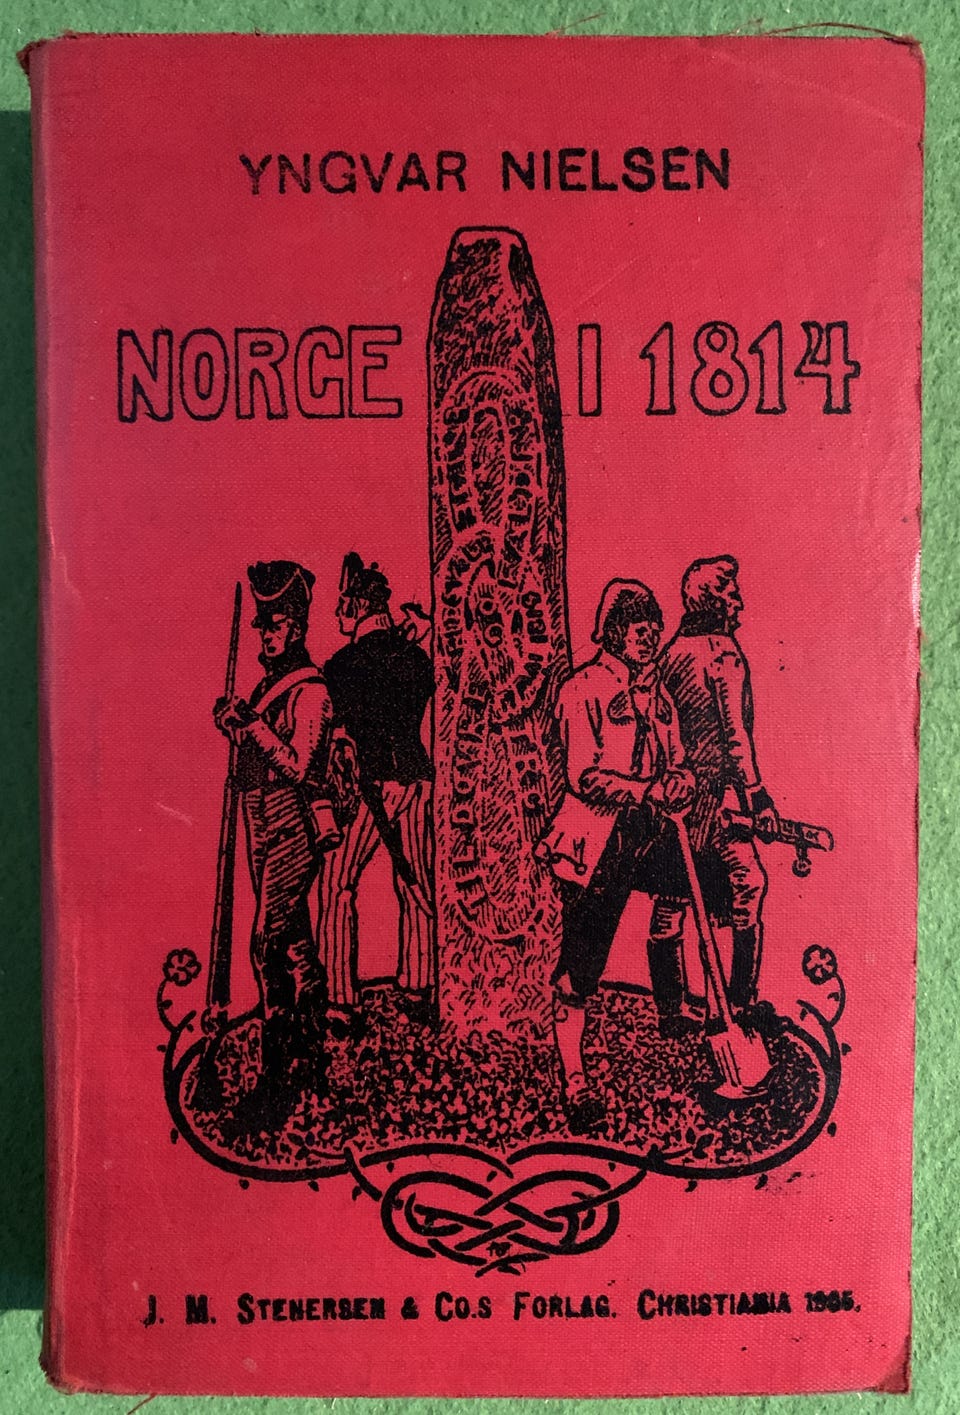 YNGVAR NIELSEN
NORGE I 1814
J. M. STENERSEN & CO.S FORLAG. CHRISTIANIA 1905.